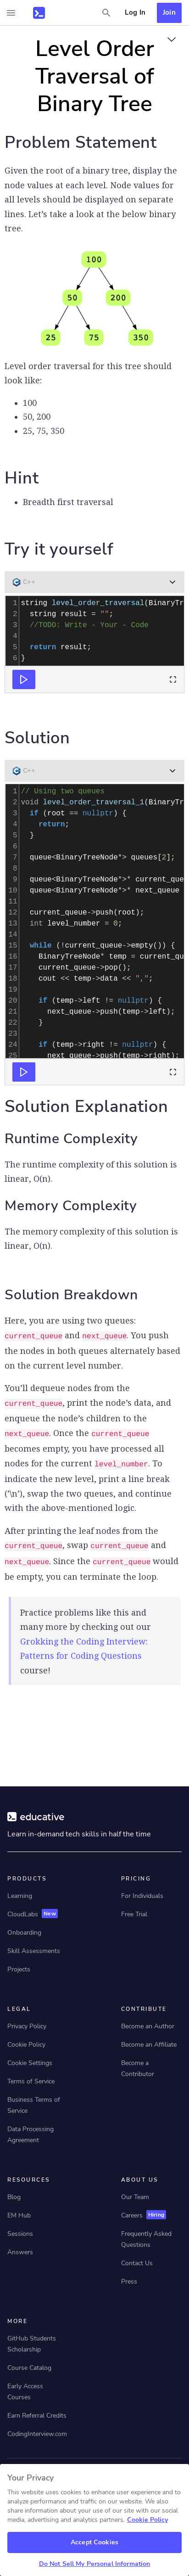 Log In
Join
Level Order
Traversal of
Binary Tree
Problem Statement
Given the root of a binary tree, display the
node values at each level. Node values for
all levels should be displayed on separate
lines. Let’s take a look at the below binary
tree.
100
50
200
25
75
350
Level order traversal for this tree should
look like:
100
50, 200
25, 75, 350
Hint
Breadth first traversal
Try it yourself
C++
1 string level_order_traversal(BinaryTr
2 string result = "";
3 //TODO: Write - Your - Code
4
5 return result;
6 }
Solution
C++
1 // Using two queues
2 void level_order_traversal_1(BinaryTr
3 if (root == nullptr) {
4 return;
5 }
6
7 queue<BinaryTreeNode*> queues[2];
8
9 queue<BinaryTreeNode*>* current_que
10 queue<BinaryTreeNode*>* next_queue
11
12 current_queue->push(root);
13 int level_number = 0;
14
15 while (!current_queue->empty()) {
16 BinaryTreeNode* temp = current_qu
17 current_queue->pop();
18 cout << temp->data << ",";
19
20 if (temp->left != nullptr) {
21 next_queue->push(temp->left);
22 }
23
24 if (temp->right != nullptr) {
25 next_queue->push(temp->right);
Solution Explanation
Runtime Complexity
The runtime complexity of this solution is
linear, O(n).
Memory Complexity
The memory complexity of this solution is
linear, O(n).
Solution Breakdown
Here, you are using two queues:
current_queue and next_queue. You push
the nodes in both queues alternately based
on the current level number.
You’ll dequeue nodes from the
current_queue, print the node’s data, and
enqueue the node’s children to the
next_queue. Once the current_queue
becomes empty, you have processed all
nodes for the current level_number. To
indicate the new level, print a line break
('\n'), swap the two queues, and continue
with the above-mentioned logic.
After printing the leaf nodes from the
current_queue, swap current_queue and
next_queue. Since the current_queue would
be empty, you can terminate the loop.
Practice problems like this and
many more by checking out our
Grokking the Coding Interview:
Patterns for Coding Questions
course!
educative
Learn in-demand tech skills in half the time
PRODUCTS
Learning
CloudLabs New
Onboarding
Skill Assessments
Projects
PRICING
For Individuals
Free Trial
LEGAL
Privacy Policy
Cookie Policy
Cookie Settings
Terms of Service
Business Terms of
Service
Data Processing
Agreement
CONTRIBUTE
Become an Author
Become an Affiliate
Become a
Contributor
RESOURCES
Blog
EM Hub
Sessions
Answers
ABOUT US
Our Team
Careers Hiring
Frequently Asked
Questions
Contact Us
Press
MORE
GitHub Students
Scholarship
Course Catalog
Early Access
Courses
Earn Referral Credits
CodingInterview.com
Your Privacy
This website uses cookies to enhance user experience and to
analyze performance and traffic on our website. We also
share information about your use of our site with our social
media, advertising and analytics partners. Cookie Policy
Accept Cookies
Do Not Sell My Personal Information